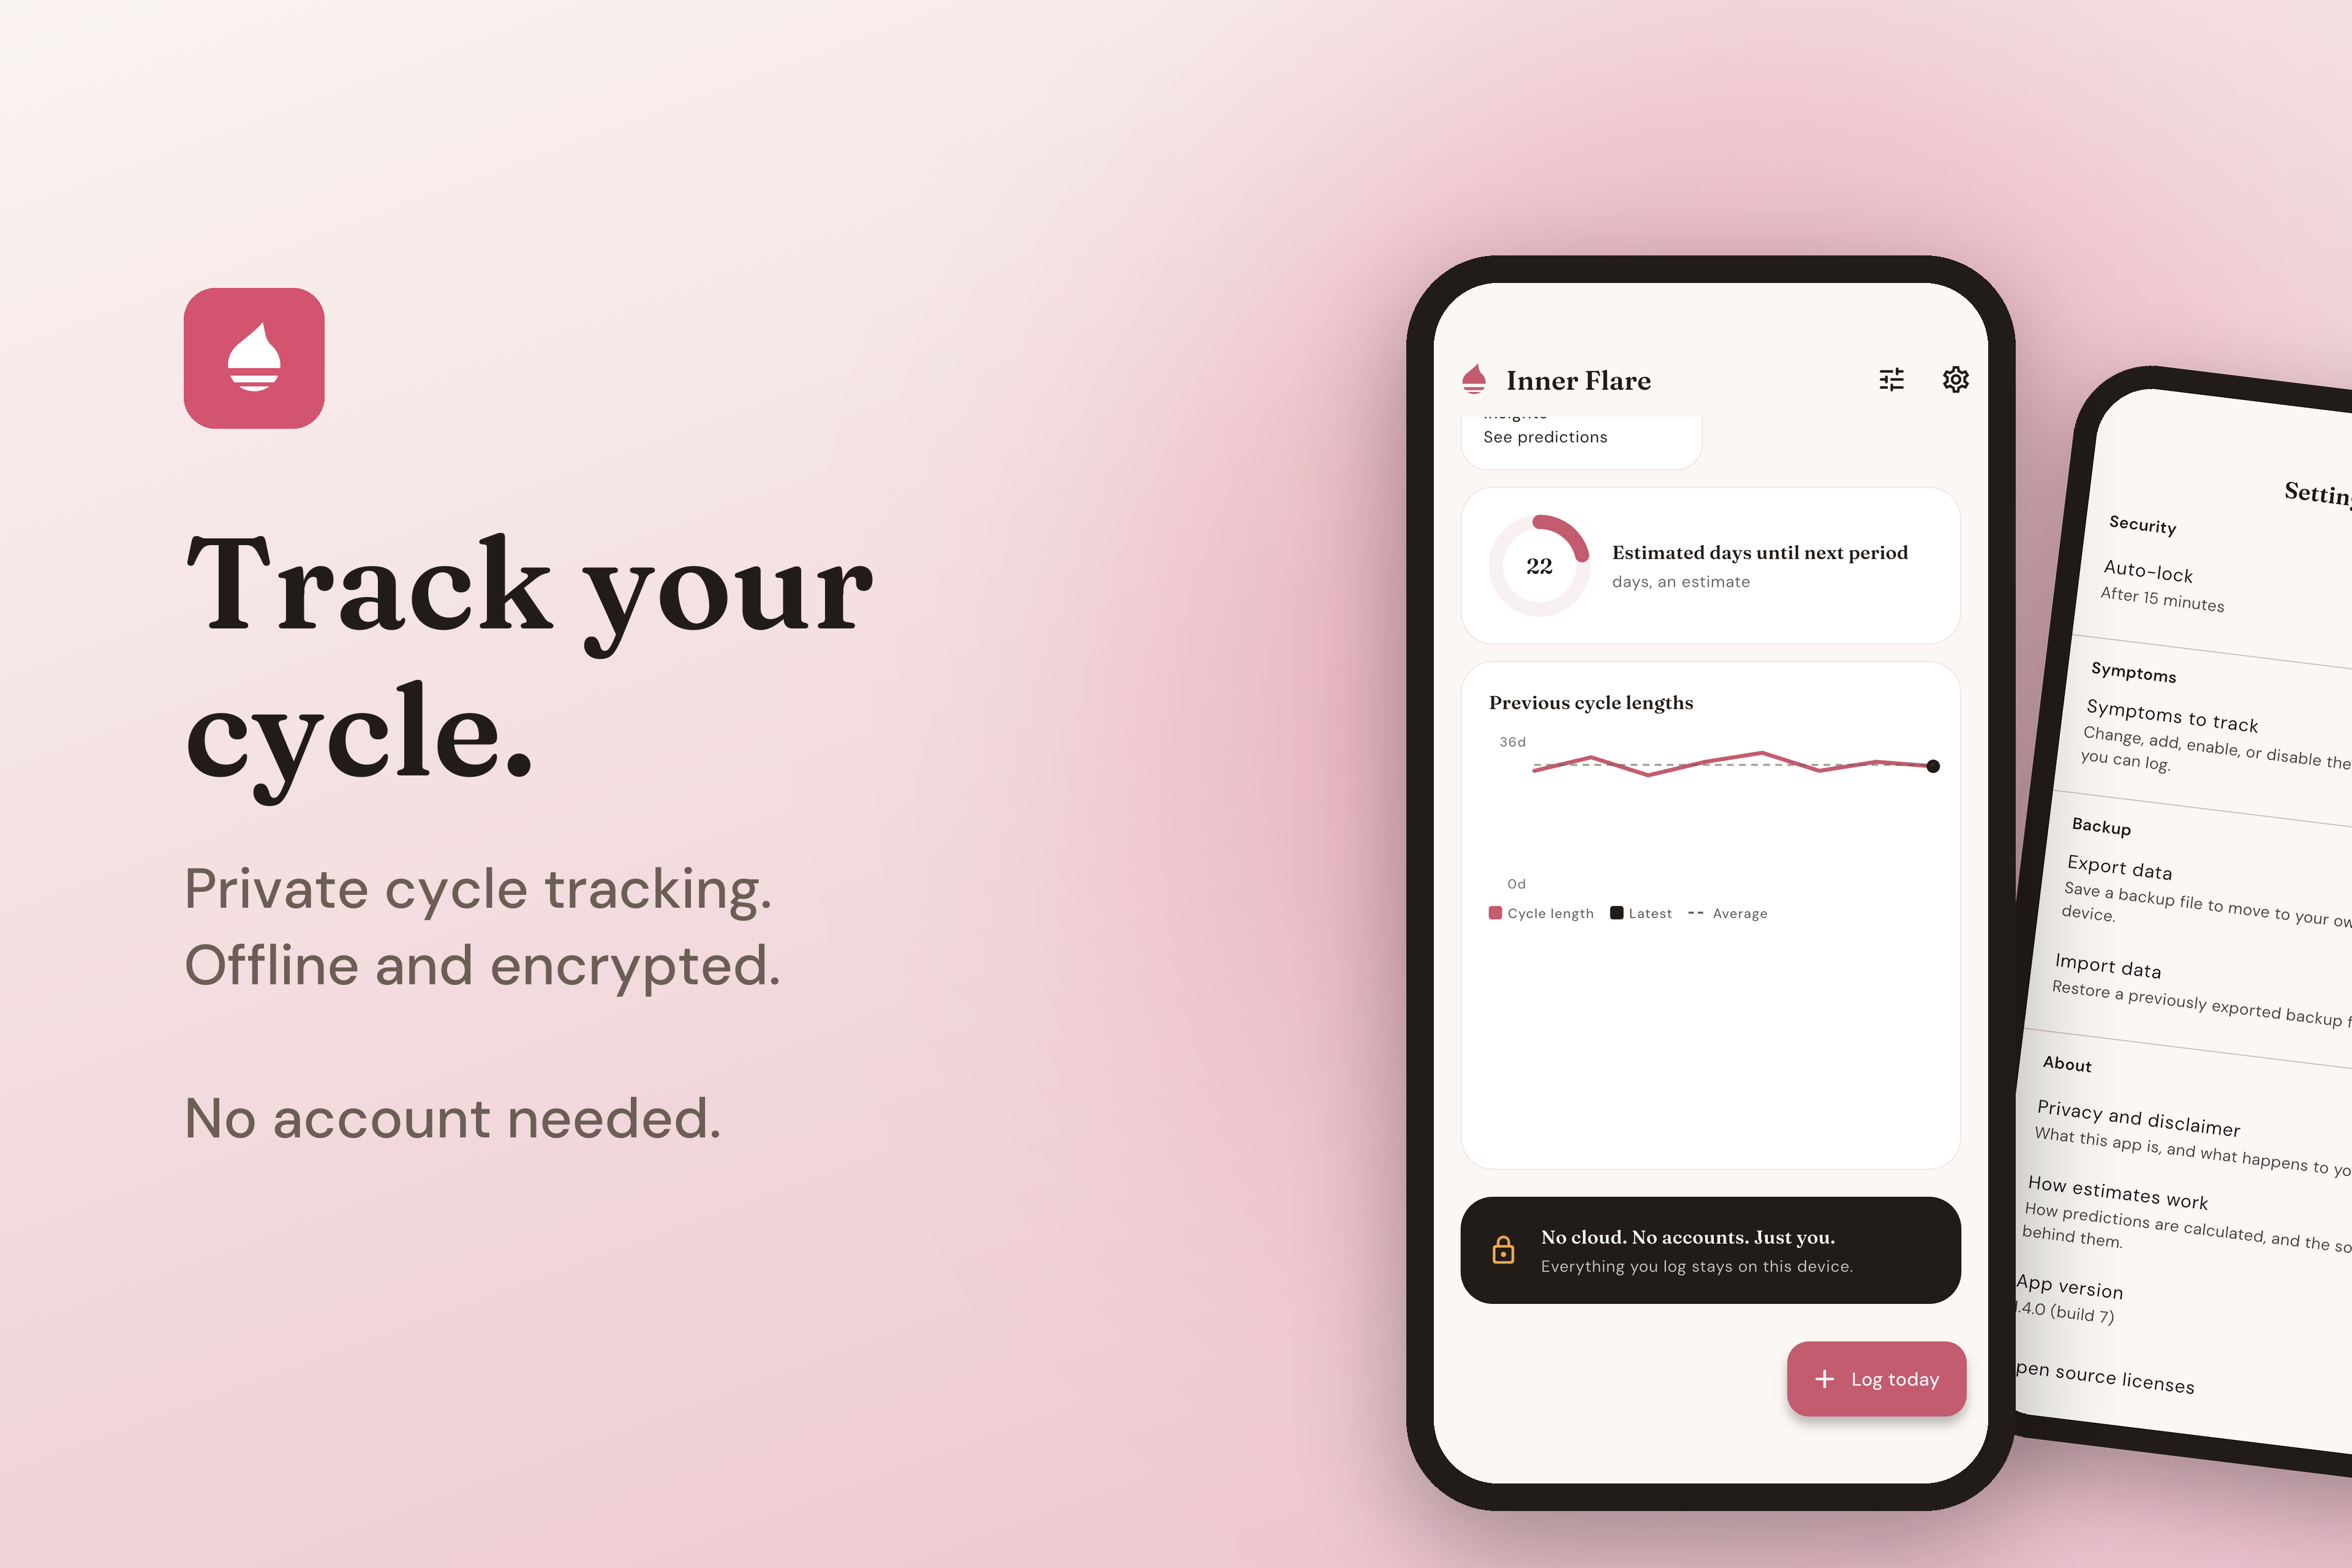 Track your
cycle.
Private cycle tracking.
Offline and encrypted.
No account needed.
Inner Flare
See predictions
22
Estimated days until next period
days, an estimate
Previous cycle lengths
36d
0d
Cycle length
Latest
Average
No cloud. No accounts. Just you.
Everything you log stays on this device.
Log today
Security
Auto-lock
After 15 minutes
Symptoms
Symptoms to track
Change, add, enable, or disable the
you can log.
Backup
Export data
Save a backup file to move to your
device.
Import data
Restore a previously exported backup
About
Privacy and disclaimer
What this app is, and what happens to
How estimates work
How predictions are calculated, and the
behind them.
App version
.4.0 (build 7)
source licenses